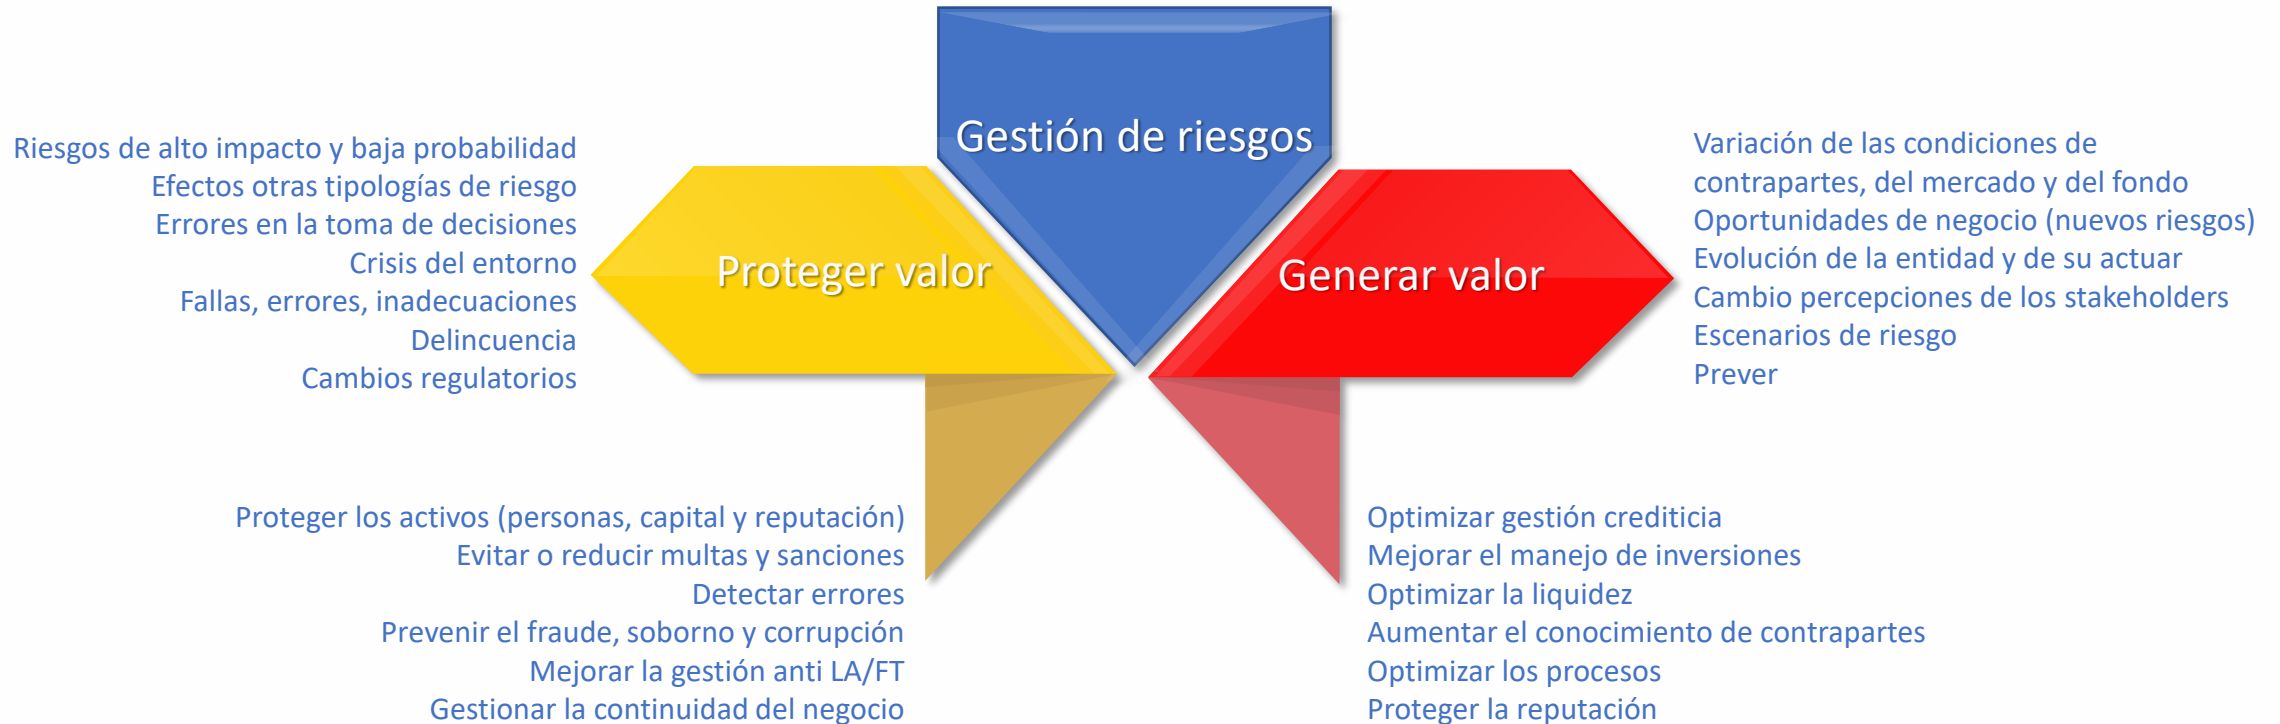 Gestión de riesgos
Riesgos de alto impacto y baja probabilidad
Efectos otras tipologías de riesgo
Errores en la toma de decisiones
Crisis del entorno
Fallas, errores, inadecuaciones
Delincuencia
Cambios regulatorios
Proteger valor
Generar valor
Variación de las condiciones de
contrapartes, del mercado y del fondo
Oportunidades de negocio (nuevos riesgos)
Evolución de la entidad y de su actuar
Cambio percepciones de los stakeholders
Escenarios de riesgo
Prever
Proteger los activos (personas, capital y reputación)
Evitar o reducir multas y sanciones
Detectar errores
Prevenir el fraude, soborno y corrupción
Mejorar la gestión anti LA/FT
Gestionar la continuidad del negocio
Optimizar gestión crediticia
Mejorar el manejo de inversiones
Optimizar la liquidez
Aumentar el conocimiento de contrapartes
Optimizar los procesos
Proteger la reputación